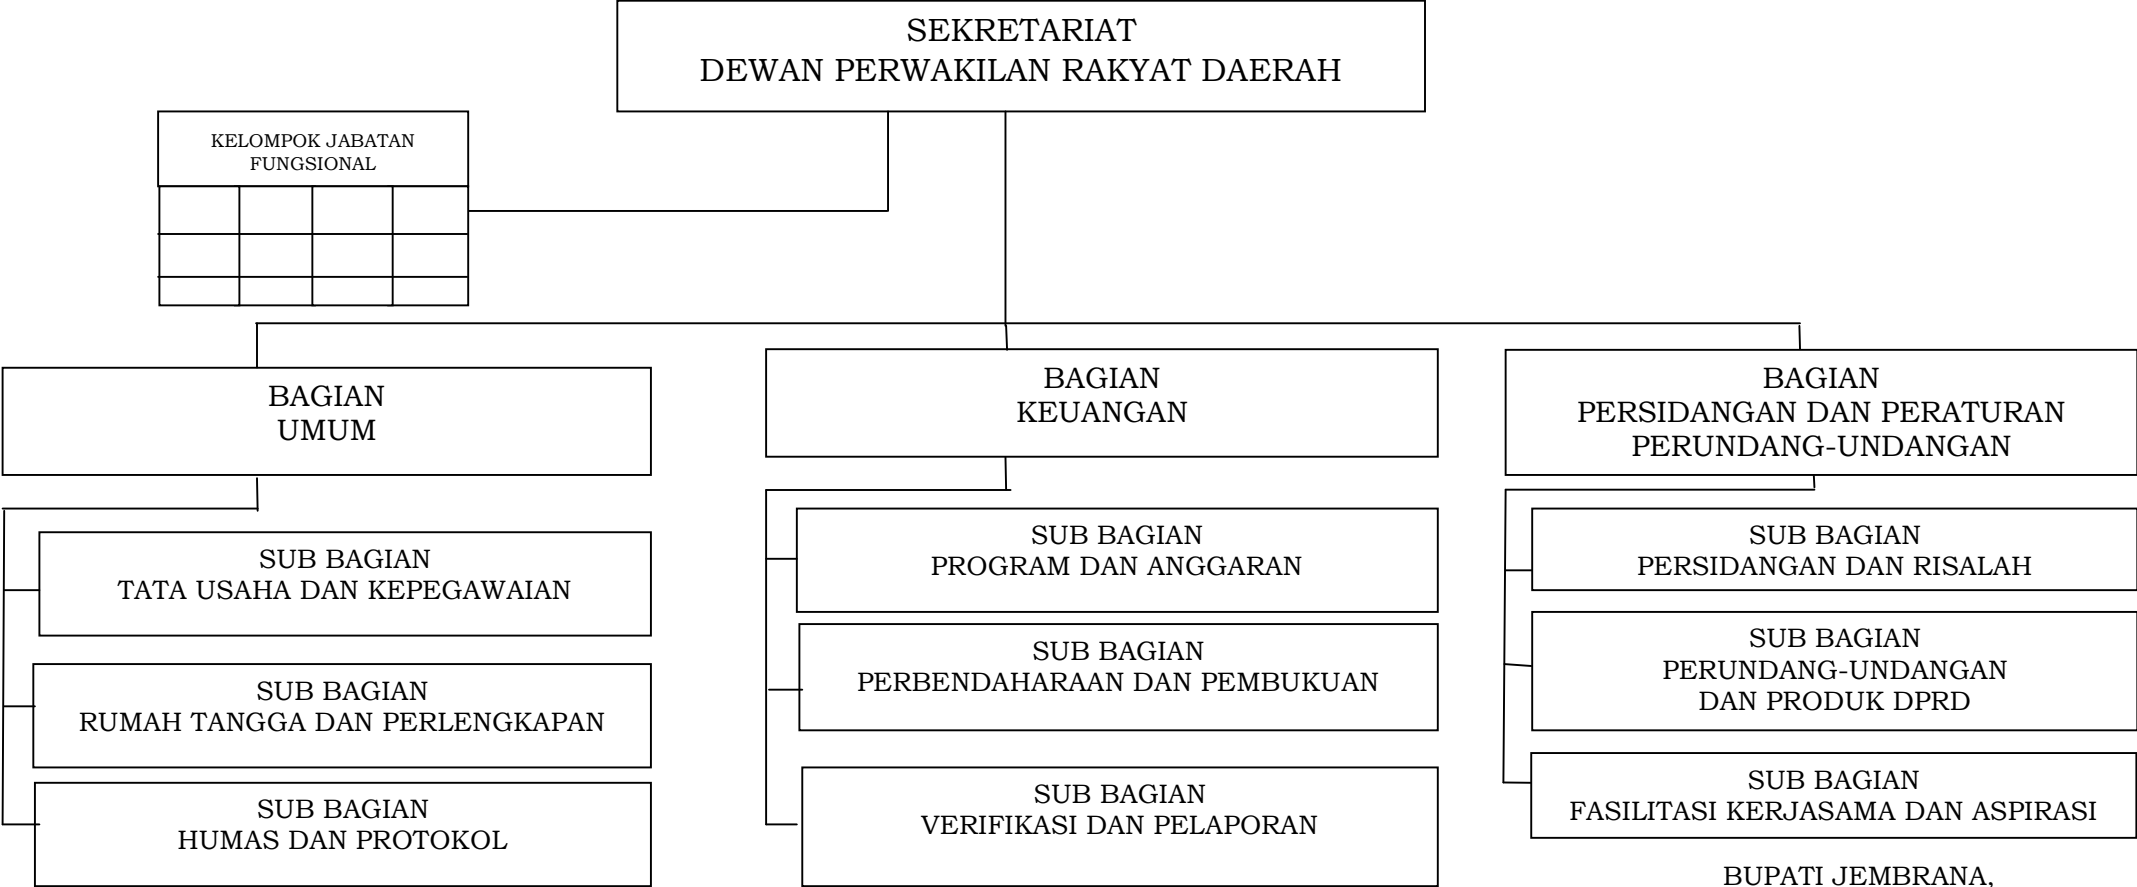 SEKRETARIAT
DEWAN PERWAKILAN RAKYAT DAERAH
KELOMPOK JABATAN
FUNGSIONAL
BAGIAN
UMUM
SUB BAGIAN
TATA USAHA DAN KEPEGAWAIAN
SUB BAGIAN
RUMAH TANGGA DAN PERLENGKAPAN
SUB BAGIAN
HUMAS DAN PROTOKOL
BAGIAN
KEUANGAN
SUB BAGIAN
PROGRAM DAN ANGGARAN
SUB BAGIAN
PERBENDAHARAAN DAN PEMBUKUAN
SUB BAGIAN
VERIFIKASI DAN PELAPORAN
BAGIAN
PERSIDANGAN DAN PERATURAN
PERUNDANG-UNDANGAN
SUB BAGIAN
PERSIDANGAN DAN RISALAH
SUB BAGIAN
PERUNDANG-UNDANGAN
DAN PRODUK DPRD
SUB BAGIAN
FASILITASI KERJASAMA DAN ASPIRASI
BUPATI JEMBRANA,